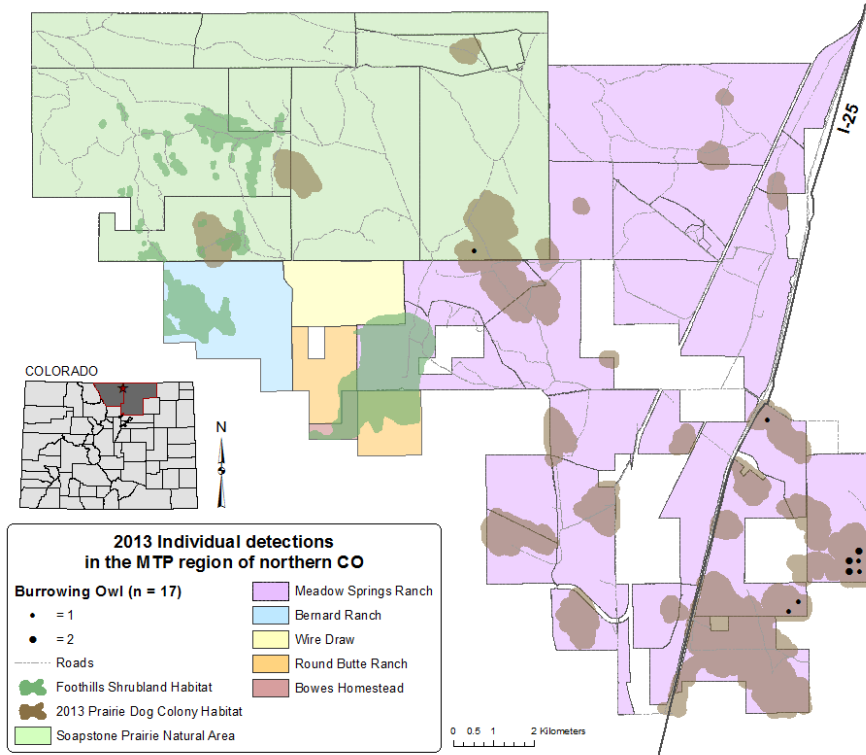 I-25
COLORADO
N
S
2013 Individual detections
in the MTP region of northern CO
Burrowing Owl (n = 17)
= 1
= 2
Roads
Foothills Shrubland Habitat
2013 Prairie Dog Colony Habitat
Soapstone Prairie Natural Area
Meadow Springs Ranch
Bernard Ranch
Wire Draw
Round Butte Ranch
Bowes Homestead
0 0.5 1 2 Kilometers